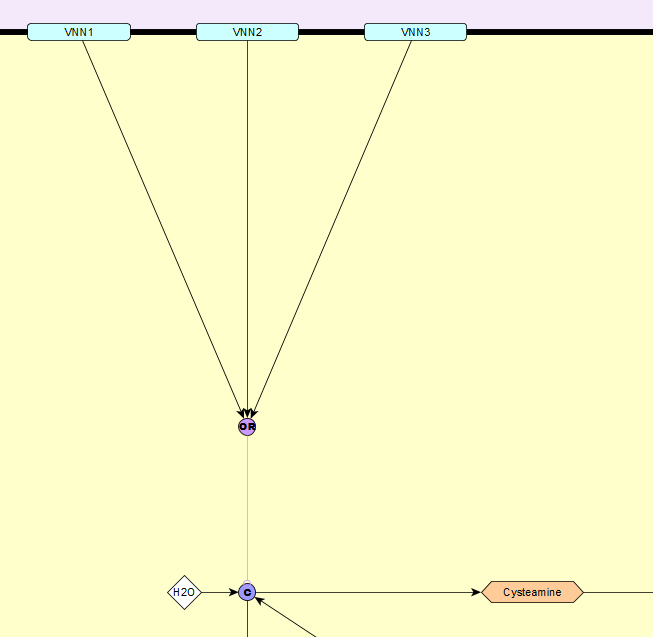 VNN1
VNN2
VNN3
OR
H2O
C
Cysteamine